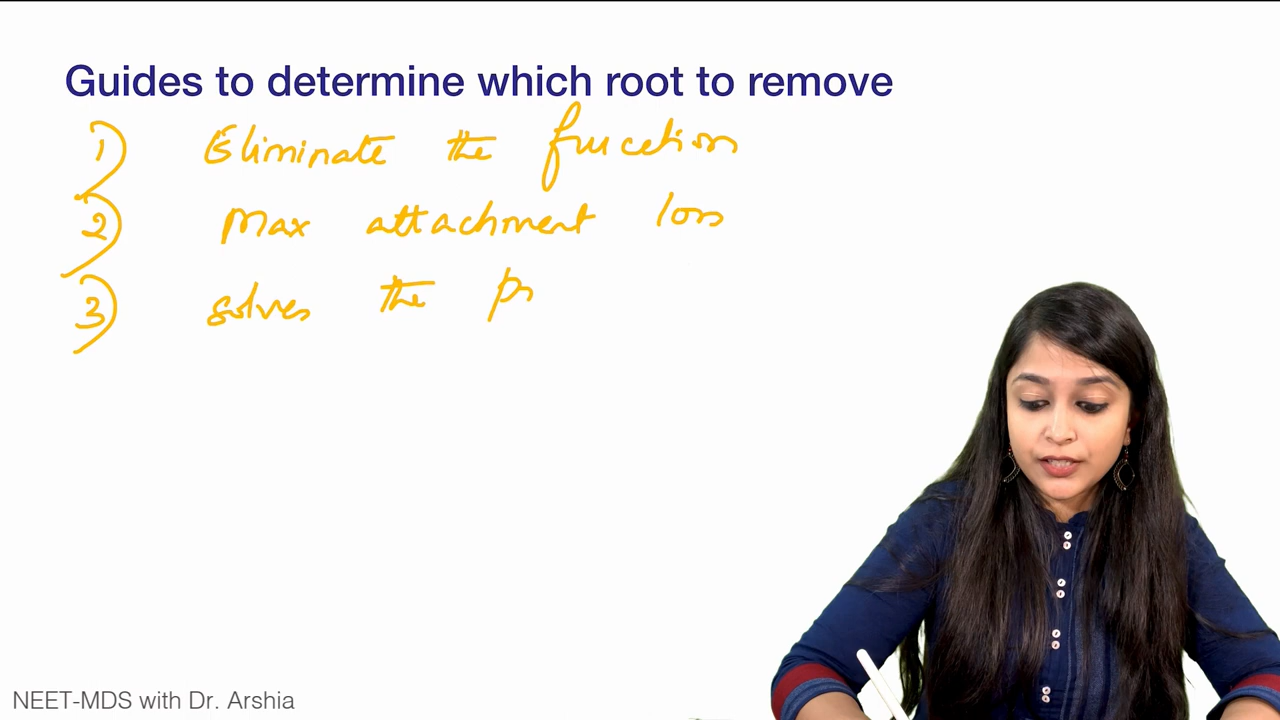 Guides to determine which root to remove
1) Eliminate the furcation
2) Max attachment loss
3) solves the pr
NEET-MDS with Dr. Arshia